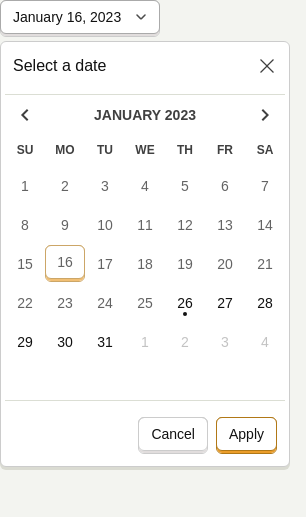 January 16, 2023
Select a date
JANUARY 2023
SU MO TU WE TH FR SA
1 2 3 4 5 6 7
8 9 10 11 12 13 14
15 16 17 18 19 20 21
22 23 24 25 26 27 28
29 30 31 1 2 3 4
Cancel Apply